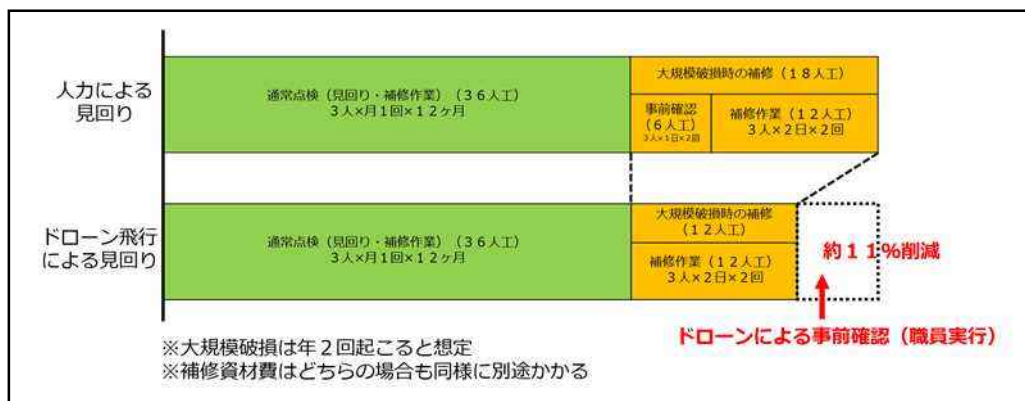 人力による
見回り
通常点検（見回り・補修作業）（３６人工）
３人×月１回×１２ヶ月
大規模破損時の補修（１８人工）
事前確認
（６人工）
３人×１日×２回
補修作業（１２人工）
３人×２日×２回
ドローン飛行
による見回り
通常点検（見回り・補修作業）（３６人工）
３人×月１回×１２ヶ月
大規模破損時の補修
（１２人工）
補修作業（１２人工）
３人×２日×２回
約１１％削減
ドローンによる事前確認（職員実行）
※大規模破損は年２回起こると想定
※補修資材費はどちらの場合も同様に別途かかる